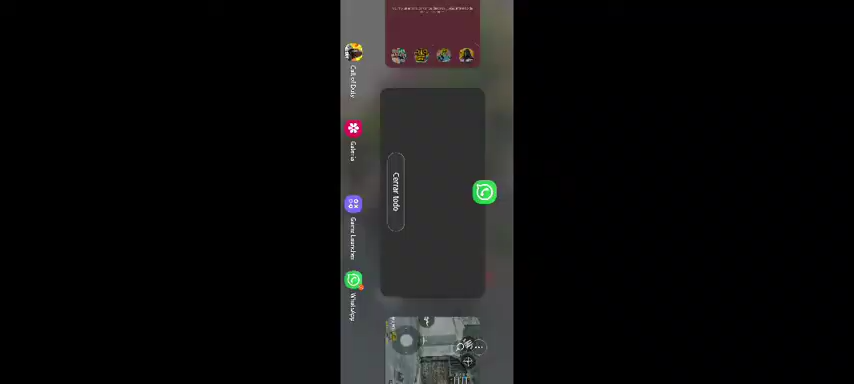 Call of Duty
Galería
Game Launcher
WhatsApp
Cerrar todo